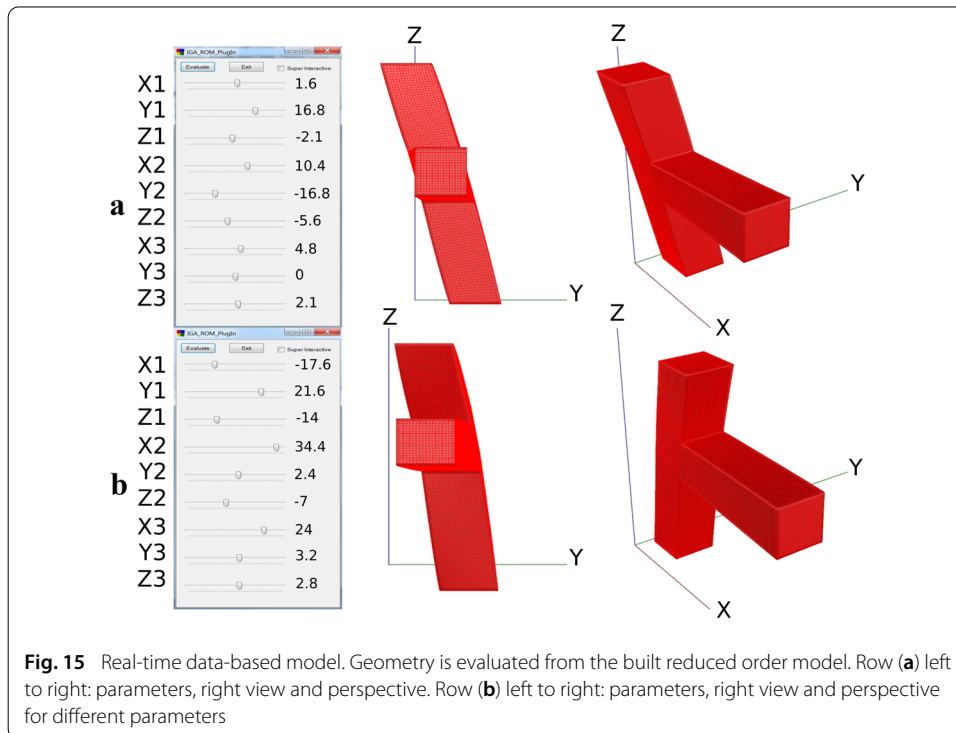 IGA_ROM_PlugIn
Evaluate Exit Super Interactive
X1 1.6
Y1 16.8
Z1 -2.1
X2 10.4
Y2 -16.8
Z2 -5.6
X3 4.8
Y3 0
Z3 2.1
a
Z
Y
Z
Y
X
IGA_ROM_PlugIn
Evaluate Exit Super Interactive
X1 -17.6
Y1 21.6
Z1 -14
X2 34.4
Y2 2.4
Z2 -7
X3 24
Y3 3.2
Z3 2.8
b
Z
Y
Z
Y
X
Fig. 15 Real-time data-based model. Geometry is evaluated from the built reduced order model. Row (a) left
to right: parameters, right view and perspective. Row (b) left to right: parameters, right view and perspective
for different parameters